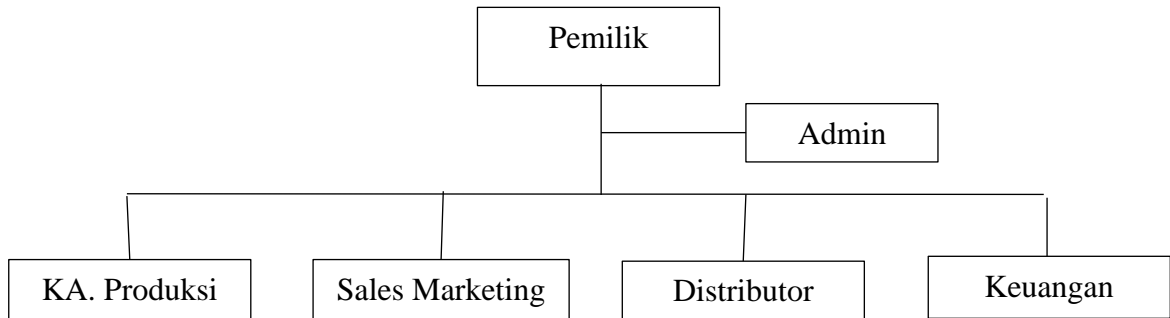 Pemilik
Admin
KA. Produksi
Sales Marketing
Distributor
Keuangan